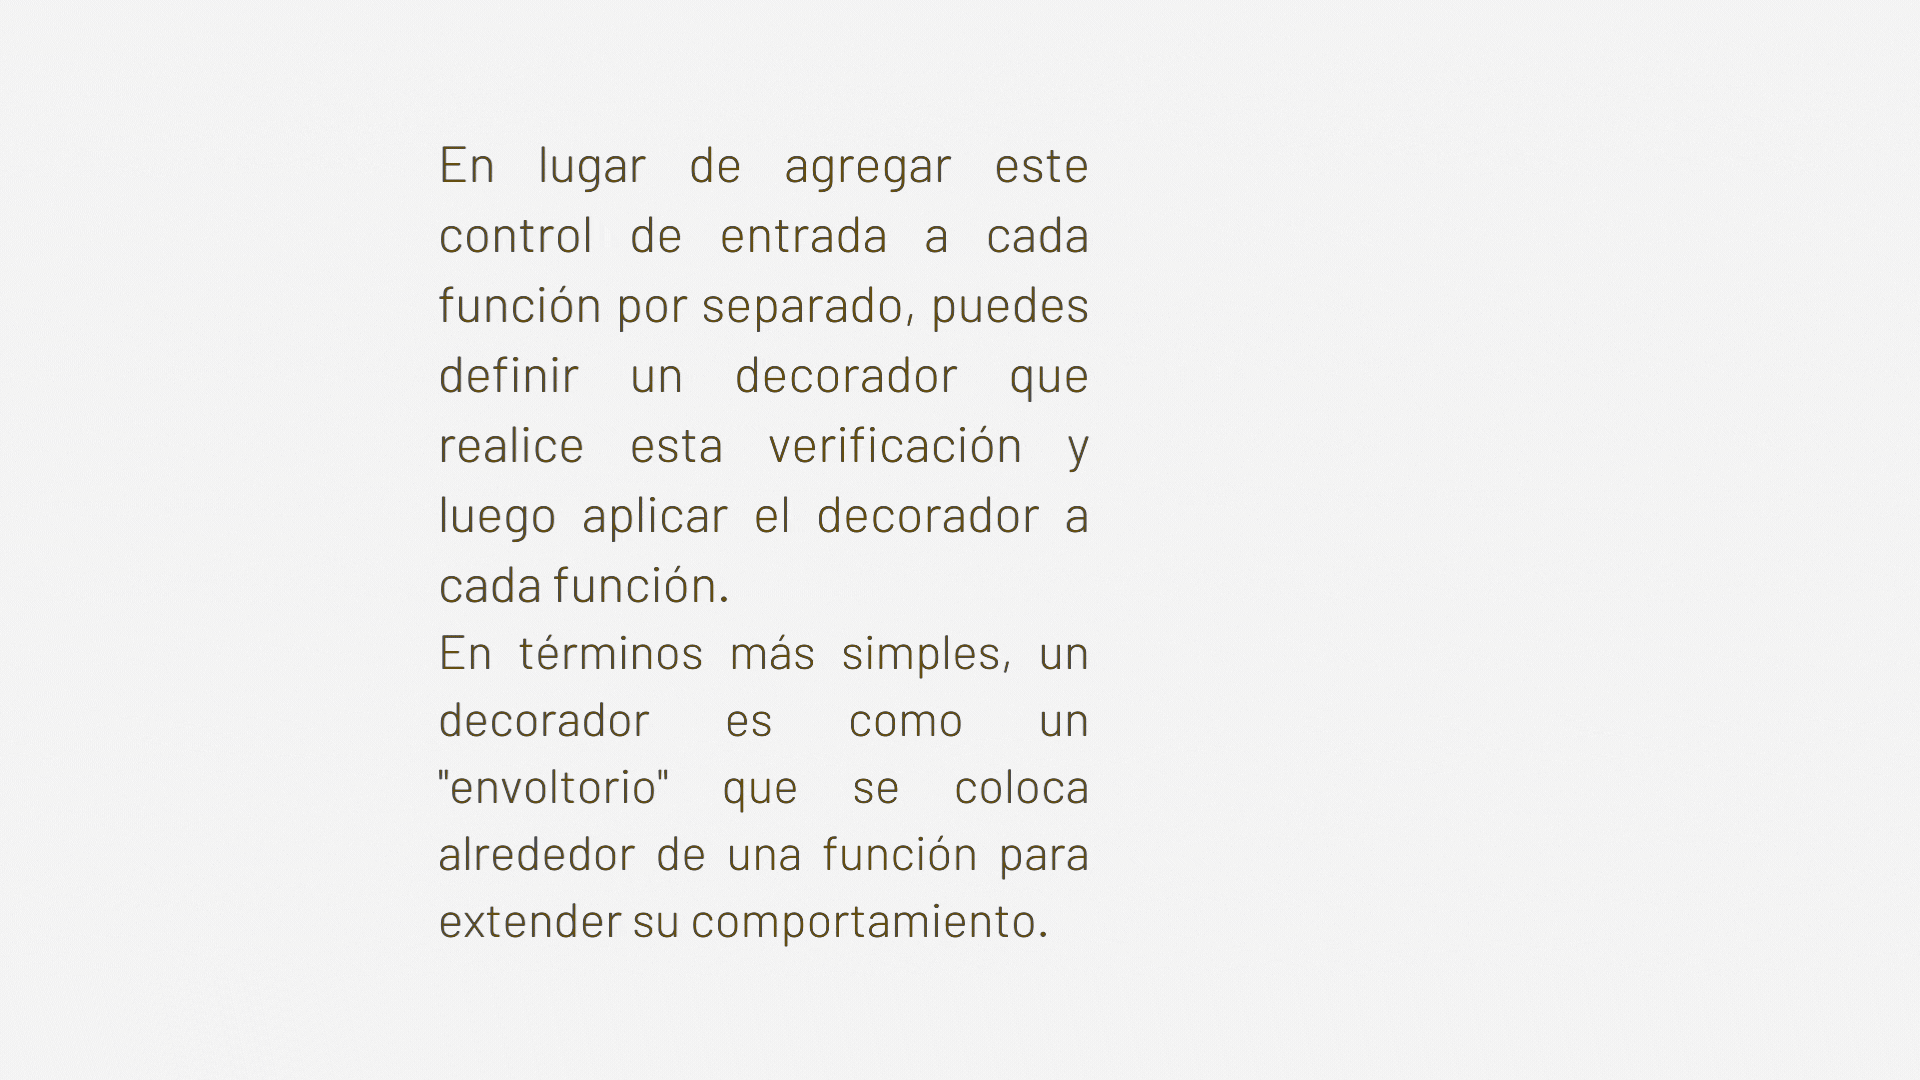 En lugar de agregar este
control de entrada a cada
función por separado, puedes
definir un decorador que
realice esta verificación y
luego aplicar el decorador a
cada función.
En términos más simples, un
decorador es como un
"envoltorio" que se coloca
alrededor de una función para
extender su comportamiento.